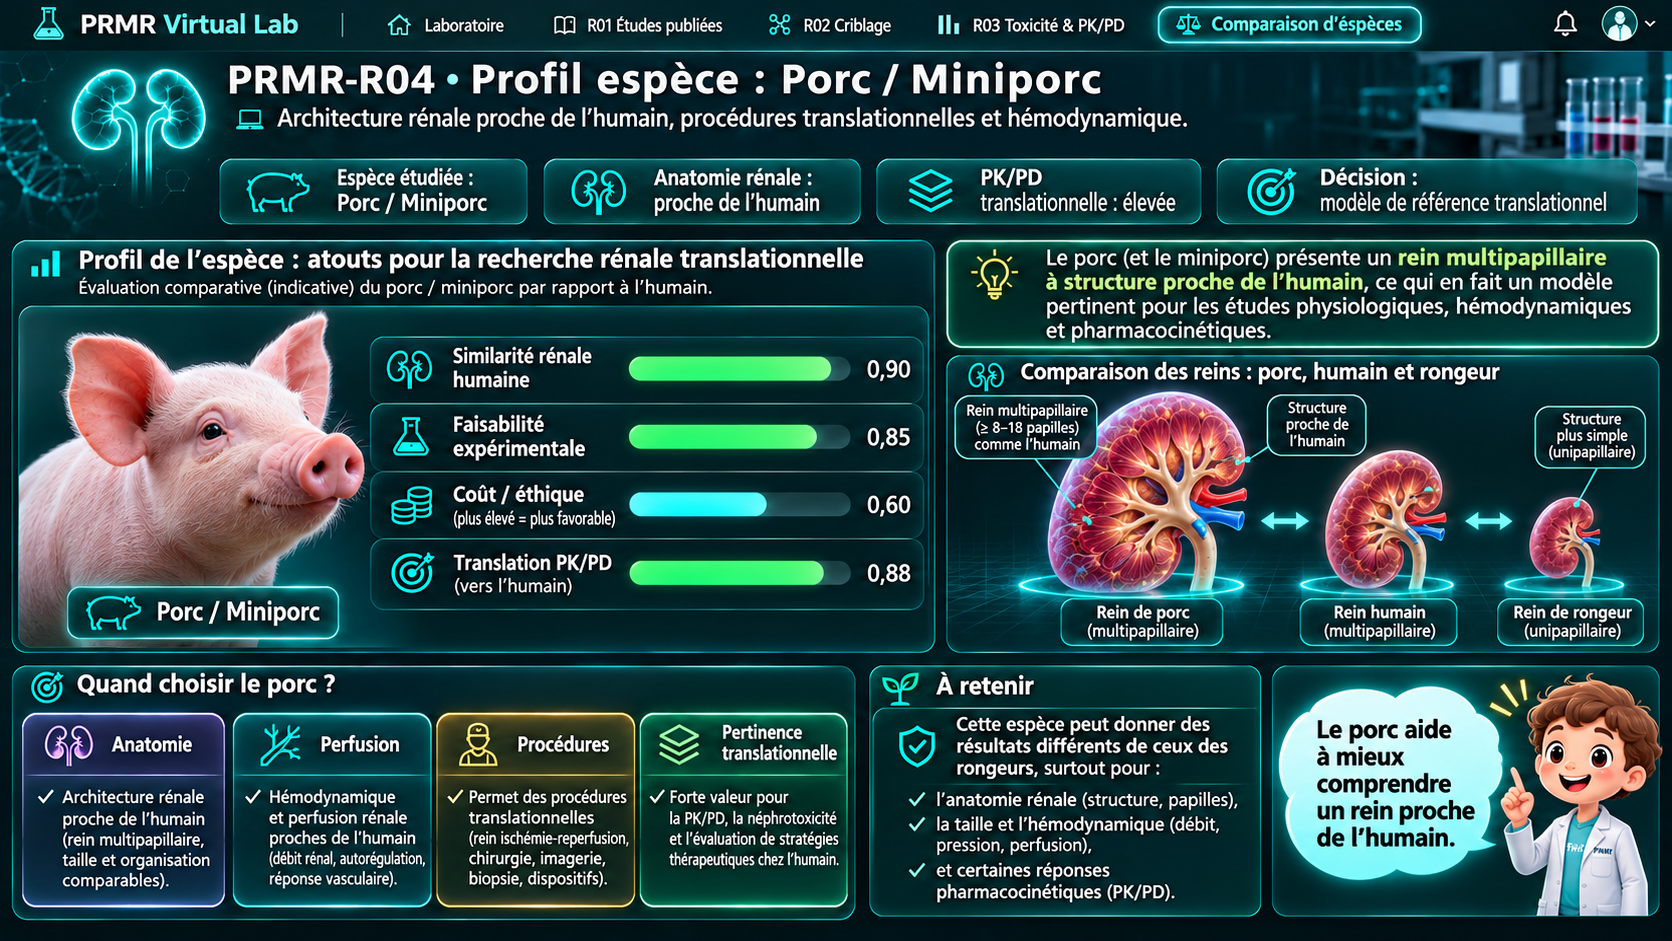 PRMR Virtual Lab
Laboratoire
R01 Études publiées
R02 Criblage
R03 Toxicité & PK/PD
Comparaison d'éspèces
PRMR-R04 • Profil espèce : Porc / Miniporc
Architecture rénale proche de l'humain, procédures translationnelles et hémodynamique.
Espèce étudiée :
Porc / Miniporc
Anatomie rénale :
proche de l'humain
PK/PD
translationnelle : élevée
Décision :
modèle de référence translationnel
Profil de l'espèce : atouts pour la recherche rénale translationnelle
Évaluation comparative (indicative) du porc / miniporc par rapport à l'humain.
Similarité rénale
humaine
0,90
Faisabilité
expérimentale
0,85
Coût / éthique
(plus élevé = plus favorable)
0,60
Translation PK/PD
(vers l'humain)
0,88
Porc / Miniporc
Le porc (et le miniporc) présente un rein multipapillaire
à structure proche de l'humain, ce qui en fait un modèle
pertinent pour les études physiologiques, hémodynamiques
et pharmacocinétiques.
Comparaison des reins : porc, humain et rongeur
Rein multipapillaire
(≥ 8–18 papilles)
comme l'humain
Structure
proche de
l'humain
Structure
plus simple
(unipapillaire)
Rein de porc
(multipapillaire)
Rein humain
(multipapillaire)
Rein de rongeur
(unipapillaire)
Quand choisir le porc ?
Anatomie
Architecture rénale
proche de l'humain
(rein multipapillaire,
taille et organisation
comparables).
Perfusion
Hémodynamique
et perfusion rénale
proches de l'humain
(débit rénal, autorégulation,
réponse vasculaire).
Procédures
Permet des procédures
translationnelles
(rein ischémie-reperfusion,
chirurgie, imagerie,
biopsie, dispositifs).
Pertinence
translationnelle
Forte valeur pour
la PK/PD, la néphrotoxicité
et l'évaluation de stratégies
thérapeutiques chez l'humain.
À retenir
Cette espèce peut donner des
résultats différents de ceux des
rongeurs, surtout pour :
l'anatomie rénale (structure, papilles),
la taille et l'hémodynamique (débit,
pression, perfusion),
et certaines réponses
pharmacocinétiques (PK/PD).
Le porc aide
à mieux
comprendre
un rein proche
de l'humain.